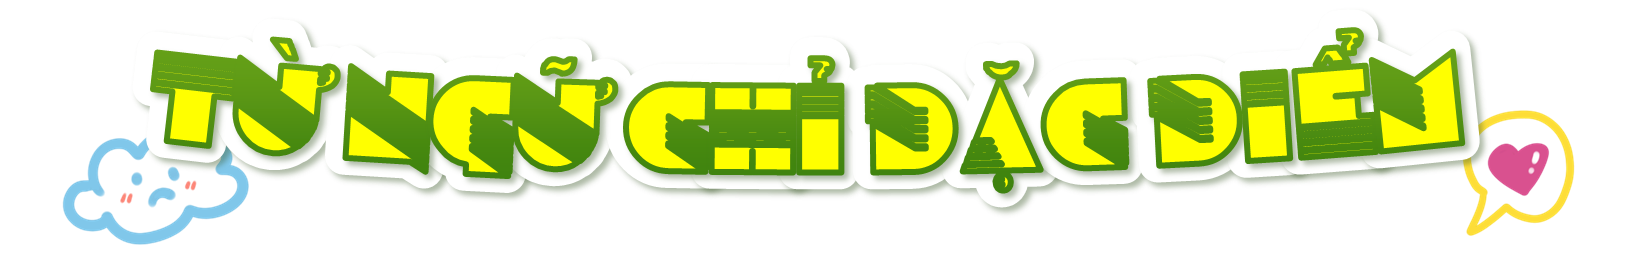 TỪ NGỮ CHỈ ĐẶC ĐIỂM